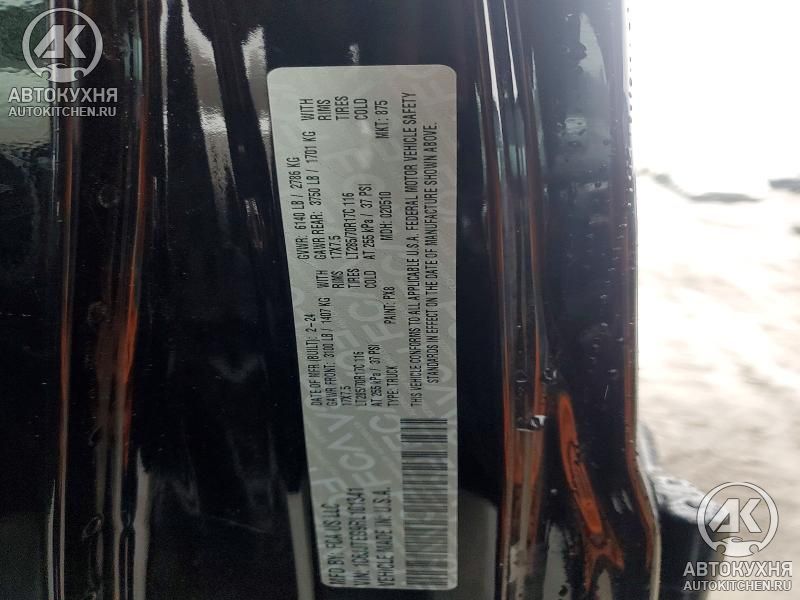 АВТОКУХНЯ
AUTOKITCHEN.RU
MFD BY: FCA US LLC
DATE OF MFR (BUILT): 2-24
GVWR: 6140 LB / 2786 KG
GAWR FRONT: 3100 LB / 1407 KG WITH
GAWR REAR: 3750 LB / 1701 KG WITH
17X7.5 RIMS
17X7.5 RIMS
LT285/70R17C 116 TIRES
LT285/70R17C 116 TIRES
AT 255 kPa / 37 PSI COLD
AT 255 kPa / 37 PSI COLD
VEHICLE MADE IN U.S.A.
TYPE: TRUCK
PAINT: PX8
MDH: 020510
MKT: 875
THIS VEHICLE CONFORMS TO ALL APPLICABLE U.S.A. FEDERAL MOTOR VEHICLE SAFETY
STANDARDS IN EFFECT ON THE DATE OF MANUFACTURE SHOWN ABOVE.
АВТОКУХНЯ
AUTOKITCHEN.RU